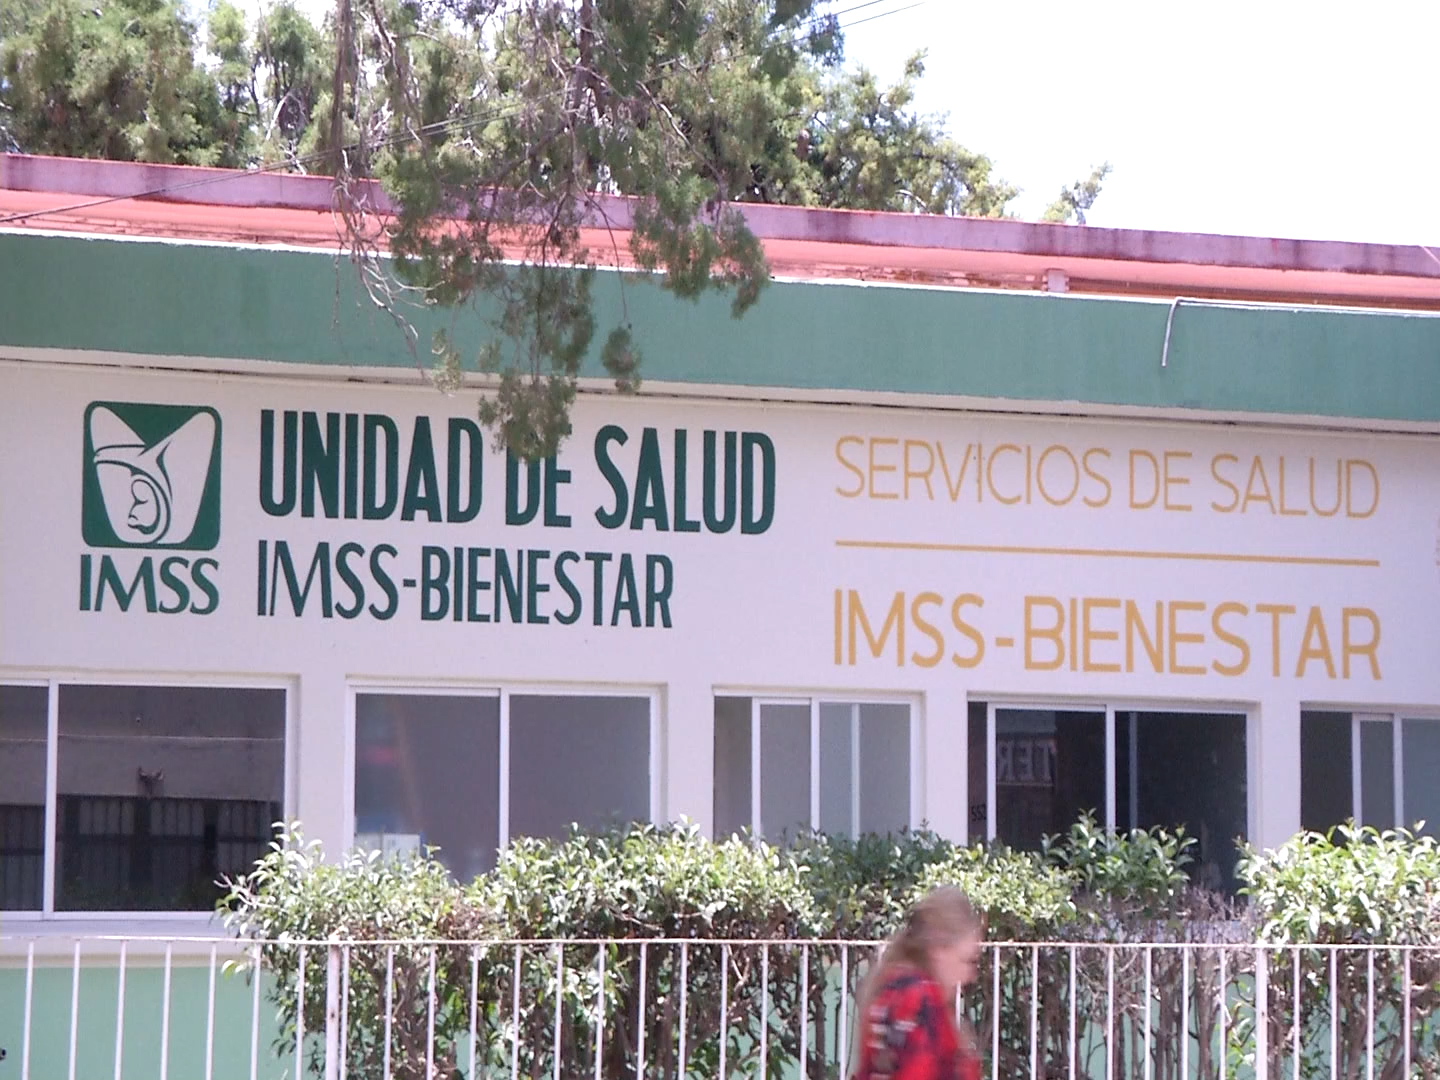 IMSS
UNIDAD DE SALUD
IMSS-BIENESTAR
SERVICIOS DE SALUD
IMSS-BIENESTAR